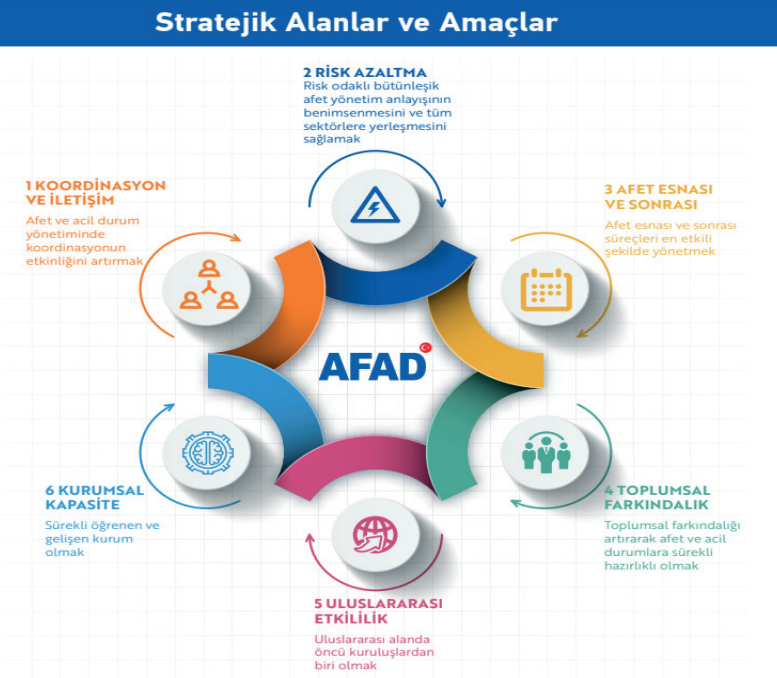 Stratejik Alanlar ve Amaçlar
2 RİSK AZALTMA
Risk odaklı bütünleşik
afet yönetim anlayışının
benimsenmesini ve tüm
sektörlere yerleşmesini
sağlamak
1 KOORDİNASYON
VE İLETİŞİM
Afet ve acil durum
yönetiminde
koordinasyonun
etkinliğini artırmak
3 AFET ESNASI
VE SONRASI
Afet esnası ve sonrası
süreçleri en etkili
şekilde yönetmek
AFAD
6 KURUMSAL
KAPASİTE
Sürekli öğrenen ve
gelişen kurum
olmak
4 TOPLUMSAL
FARKINDALIK
Toplumsal farkındalığı
artırarak afet ve acil
durumlara sürekli
hazırlıklı olmak
5 ULUSLARARASI
ETKİLİLİK
Uluslararası alanda
öncü kuruluşlardan
biri olmak